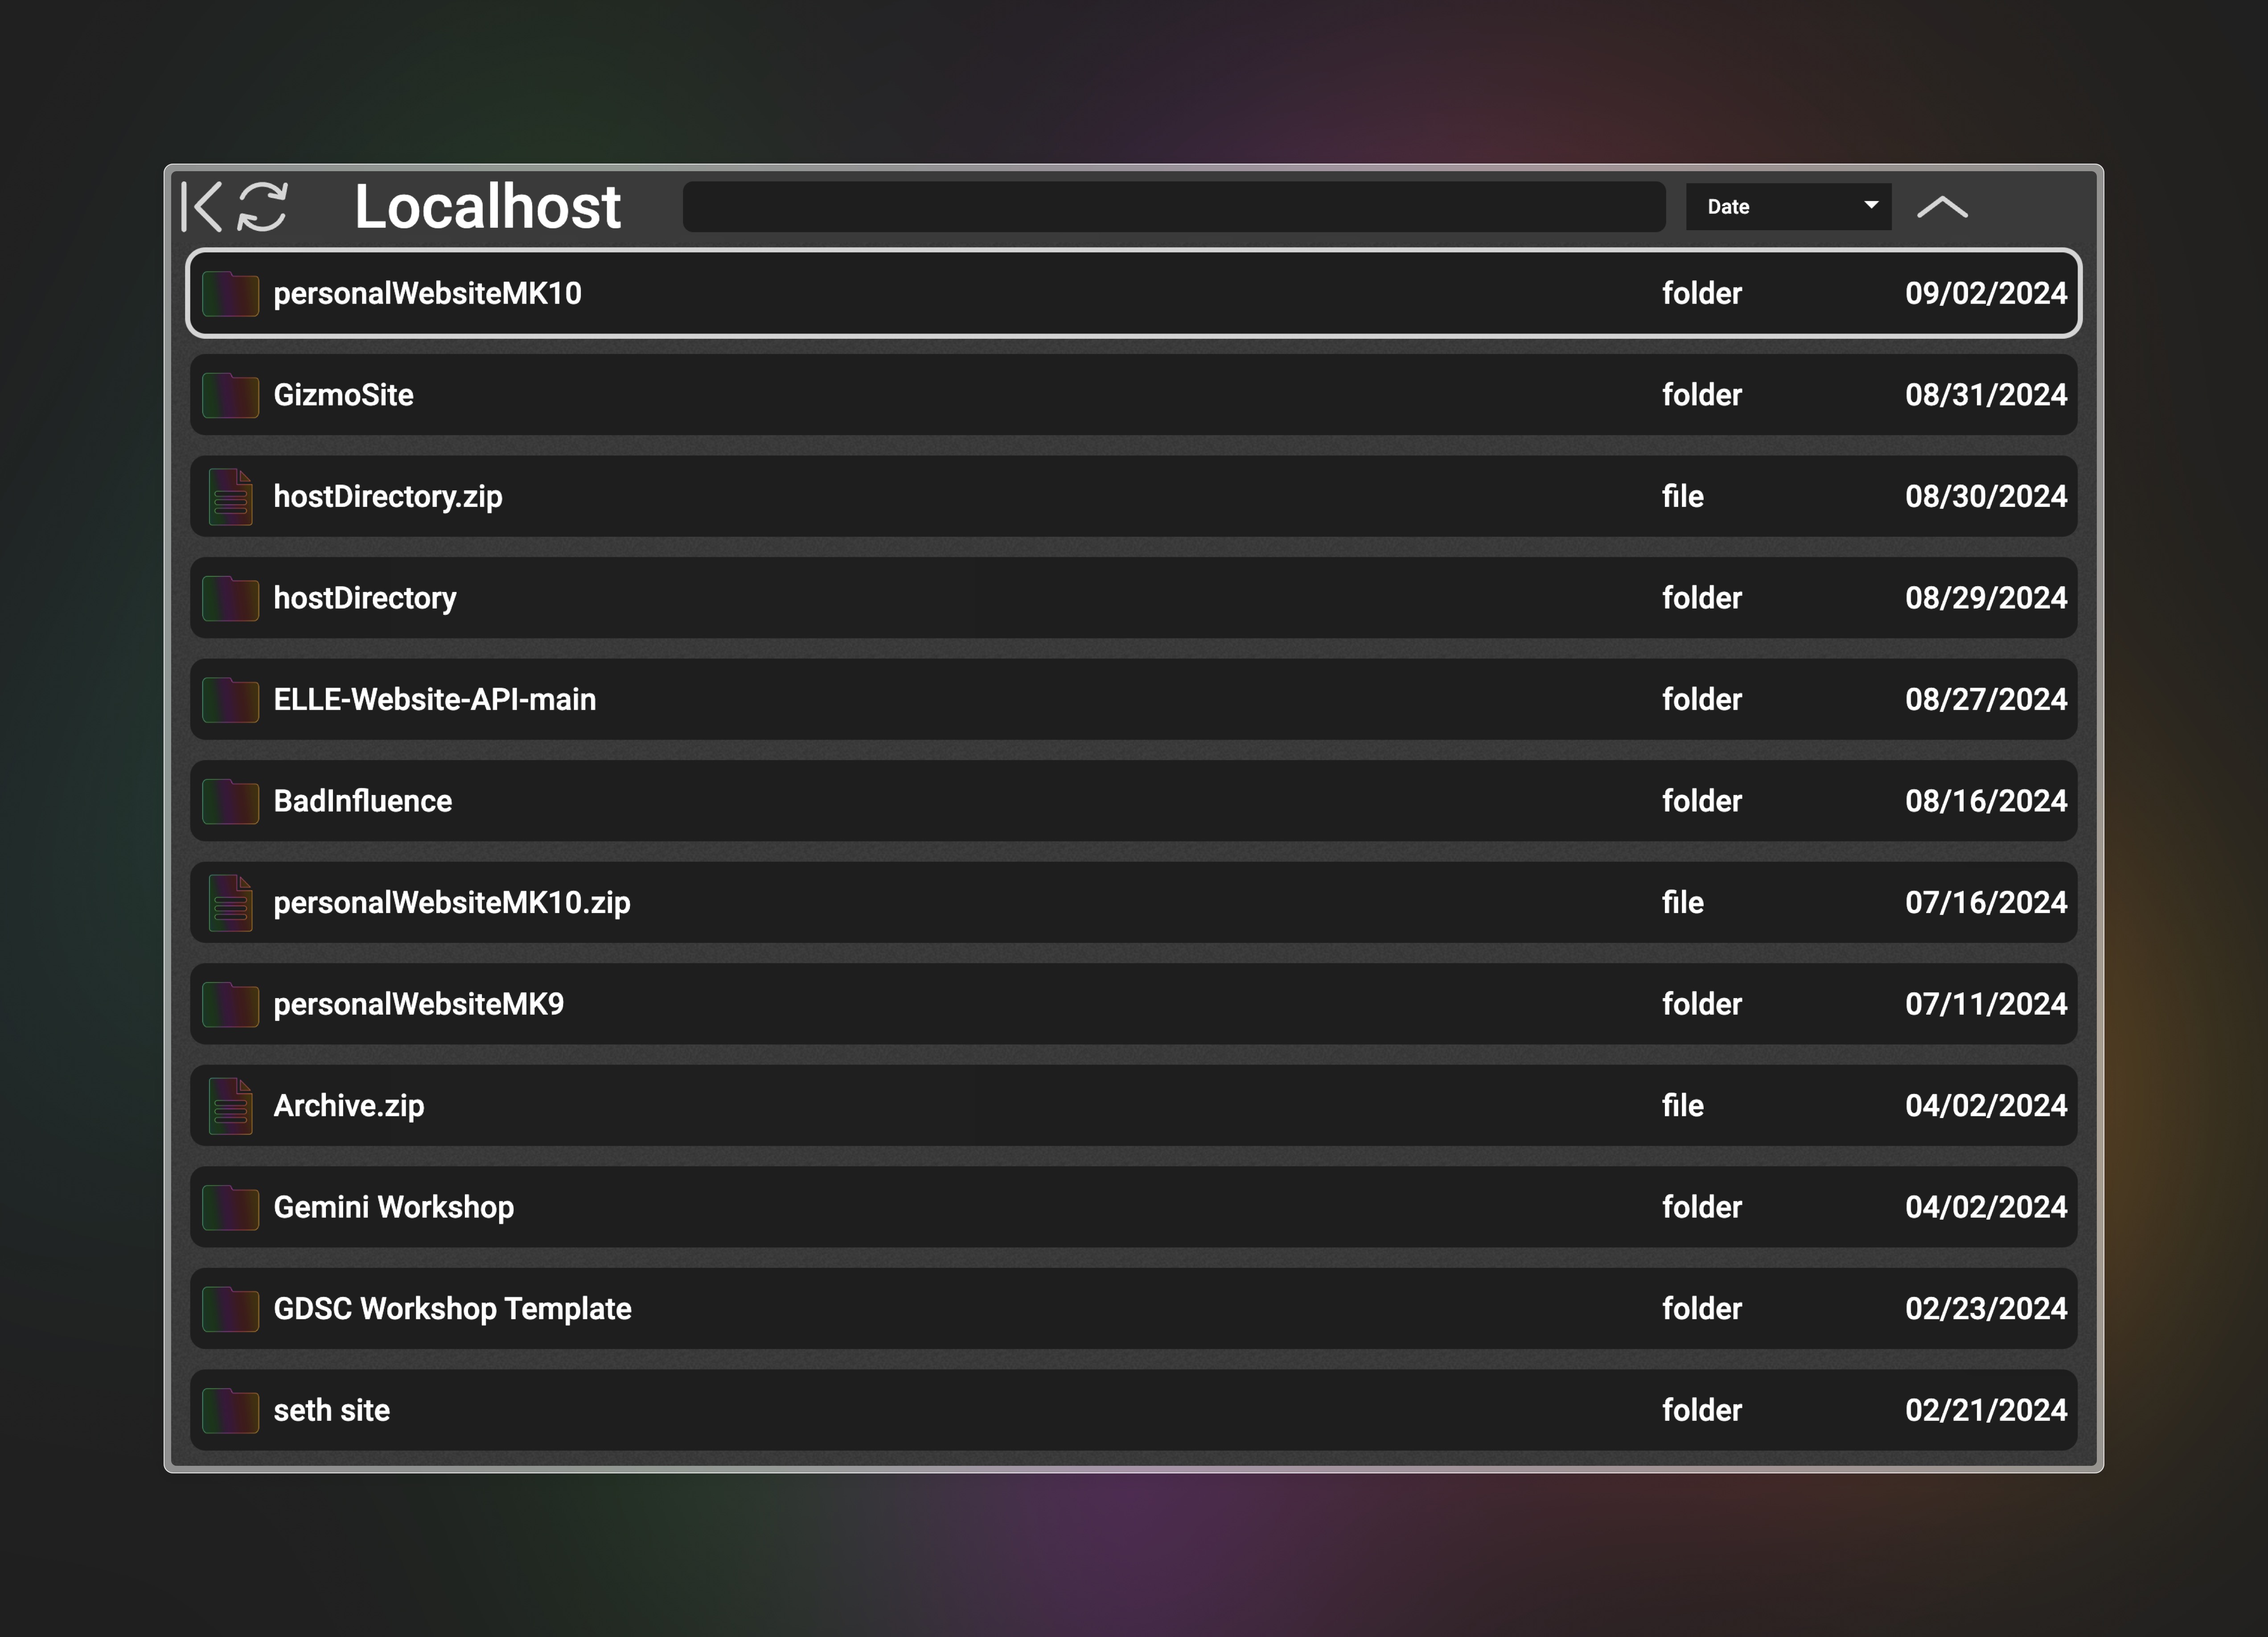 Localhost Date
personalWebsiteMK10 folder 09/02/2024
GizmoSite folder 08/31/2024
hostDirectory.zip file 08/30/2024
hostDirectory folder 08/29/2024
ELLE-Website-API-main folder 08/27/2024
BadInfluence folder 08/16/2024
personalWebsiteMK10.zip file 07/16/2024
personalWebsiteMK9 folder 07/11/2024
Archive.zip file 04/02/2024
Gemini Workshop folder 04/02/2024
GDSC Workshop Template folder 02/23/2024
seth site folder 02/21/2024